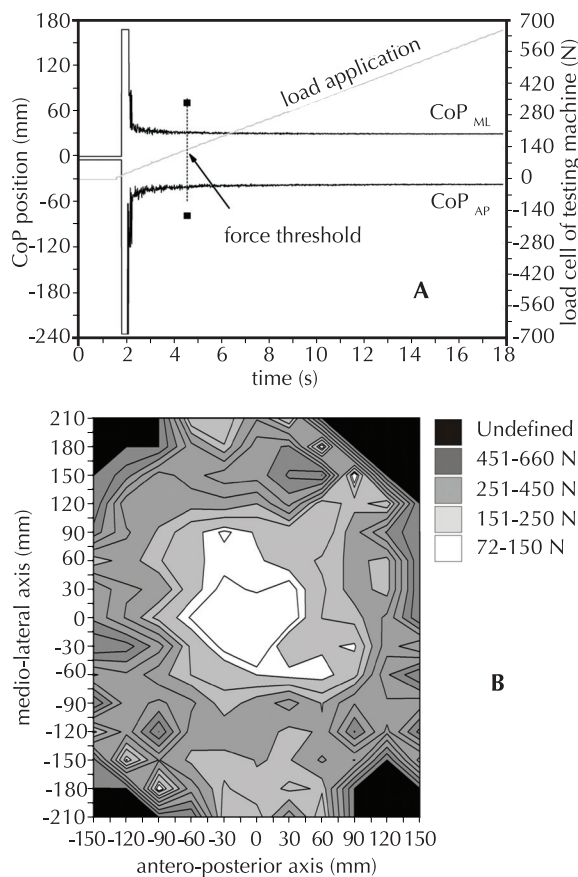 180
120
60
0
-60
-120
-180
-240
CoP position (mm)
700
560
420
280
140
0
-140
-280
-420
-560
-700
load cell of testing machine (N)
load application
CoP ML
CoP AP
force threshold
A
0 2 4 6 8 10 12 14 16 18
time (s)
210
180
150
120
90
60
30
0
-30
-60
-90
-120
-150
-180
-210
medio-lateral axis (mm)
Undefined
451-660 N
251-450 N
151-250 N
72-150 N
B
-150 -120 -90 -60 -30 0 30 60 90 120 150
antero-posterior axis (mm)